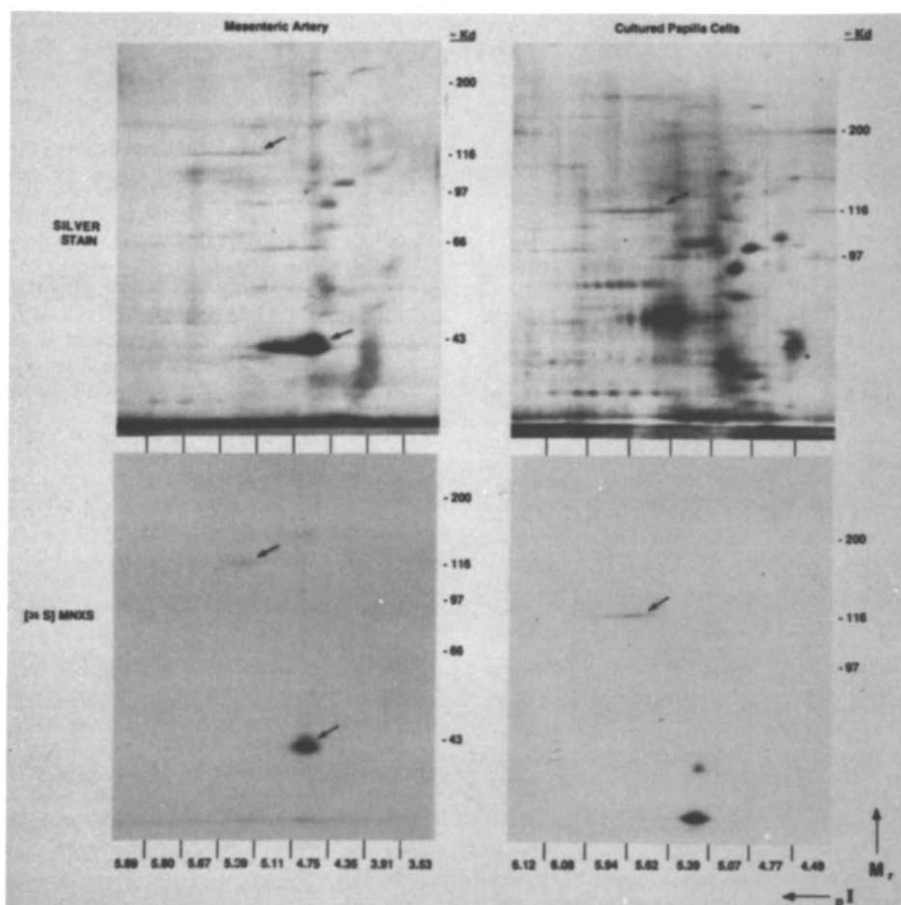 Mesenteric Artery
Cultured Papilla Cells
~ Kd
~ Kd
- 200
- 116
- 97
- 66
- 43
- 200
- 116
- 97
SILVER
STAIN
- 200
- 116
- 97
- 66
- 43
- 200
- 116
- 97
[35 S] MNXS
5.89 5.80 5.67 5.39 5.11 4.75 4.36 3.91 3.53
6.12 6.08 5.94 5.62 5.39 5.07 4.77 4.49
M r
pI